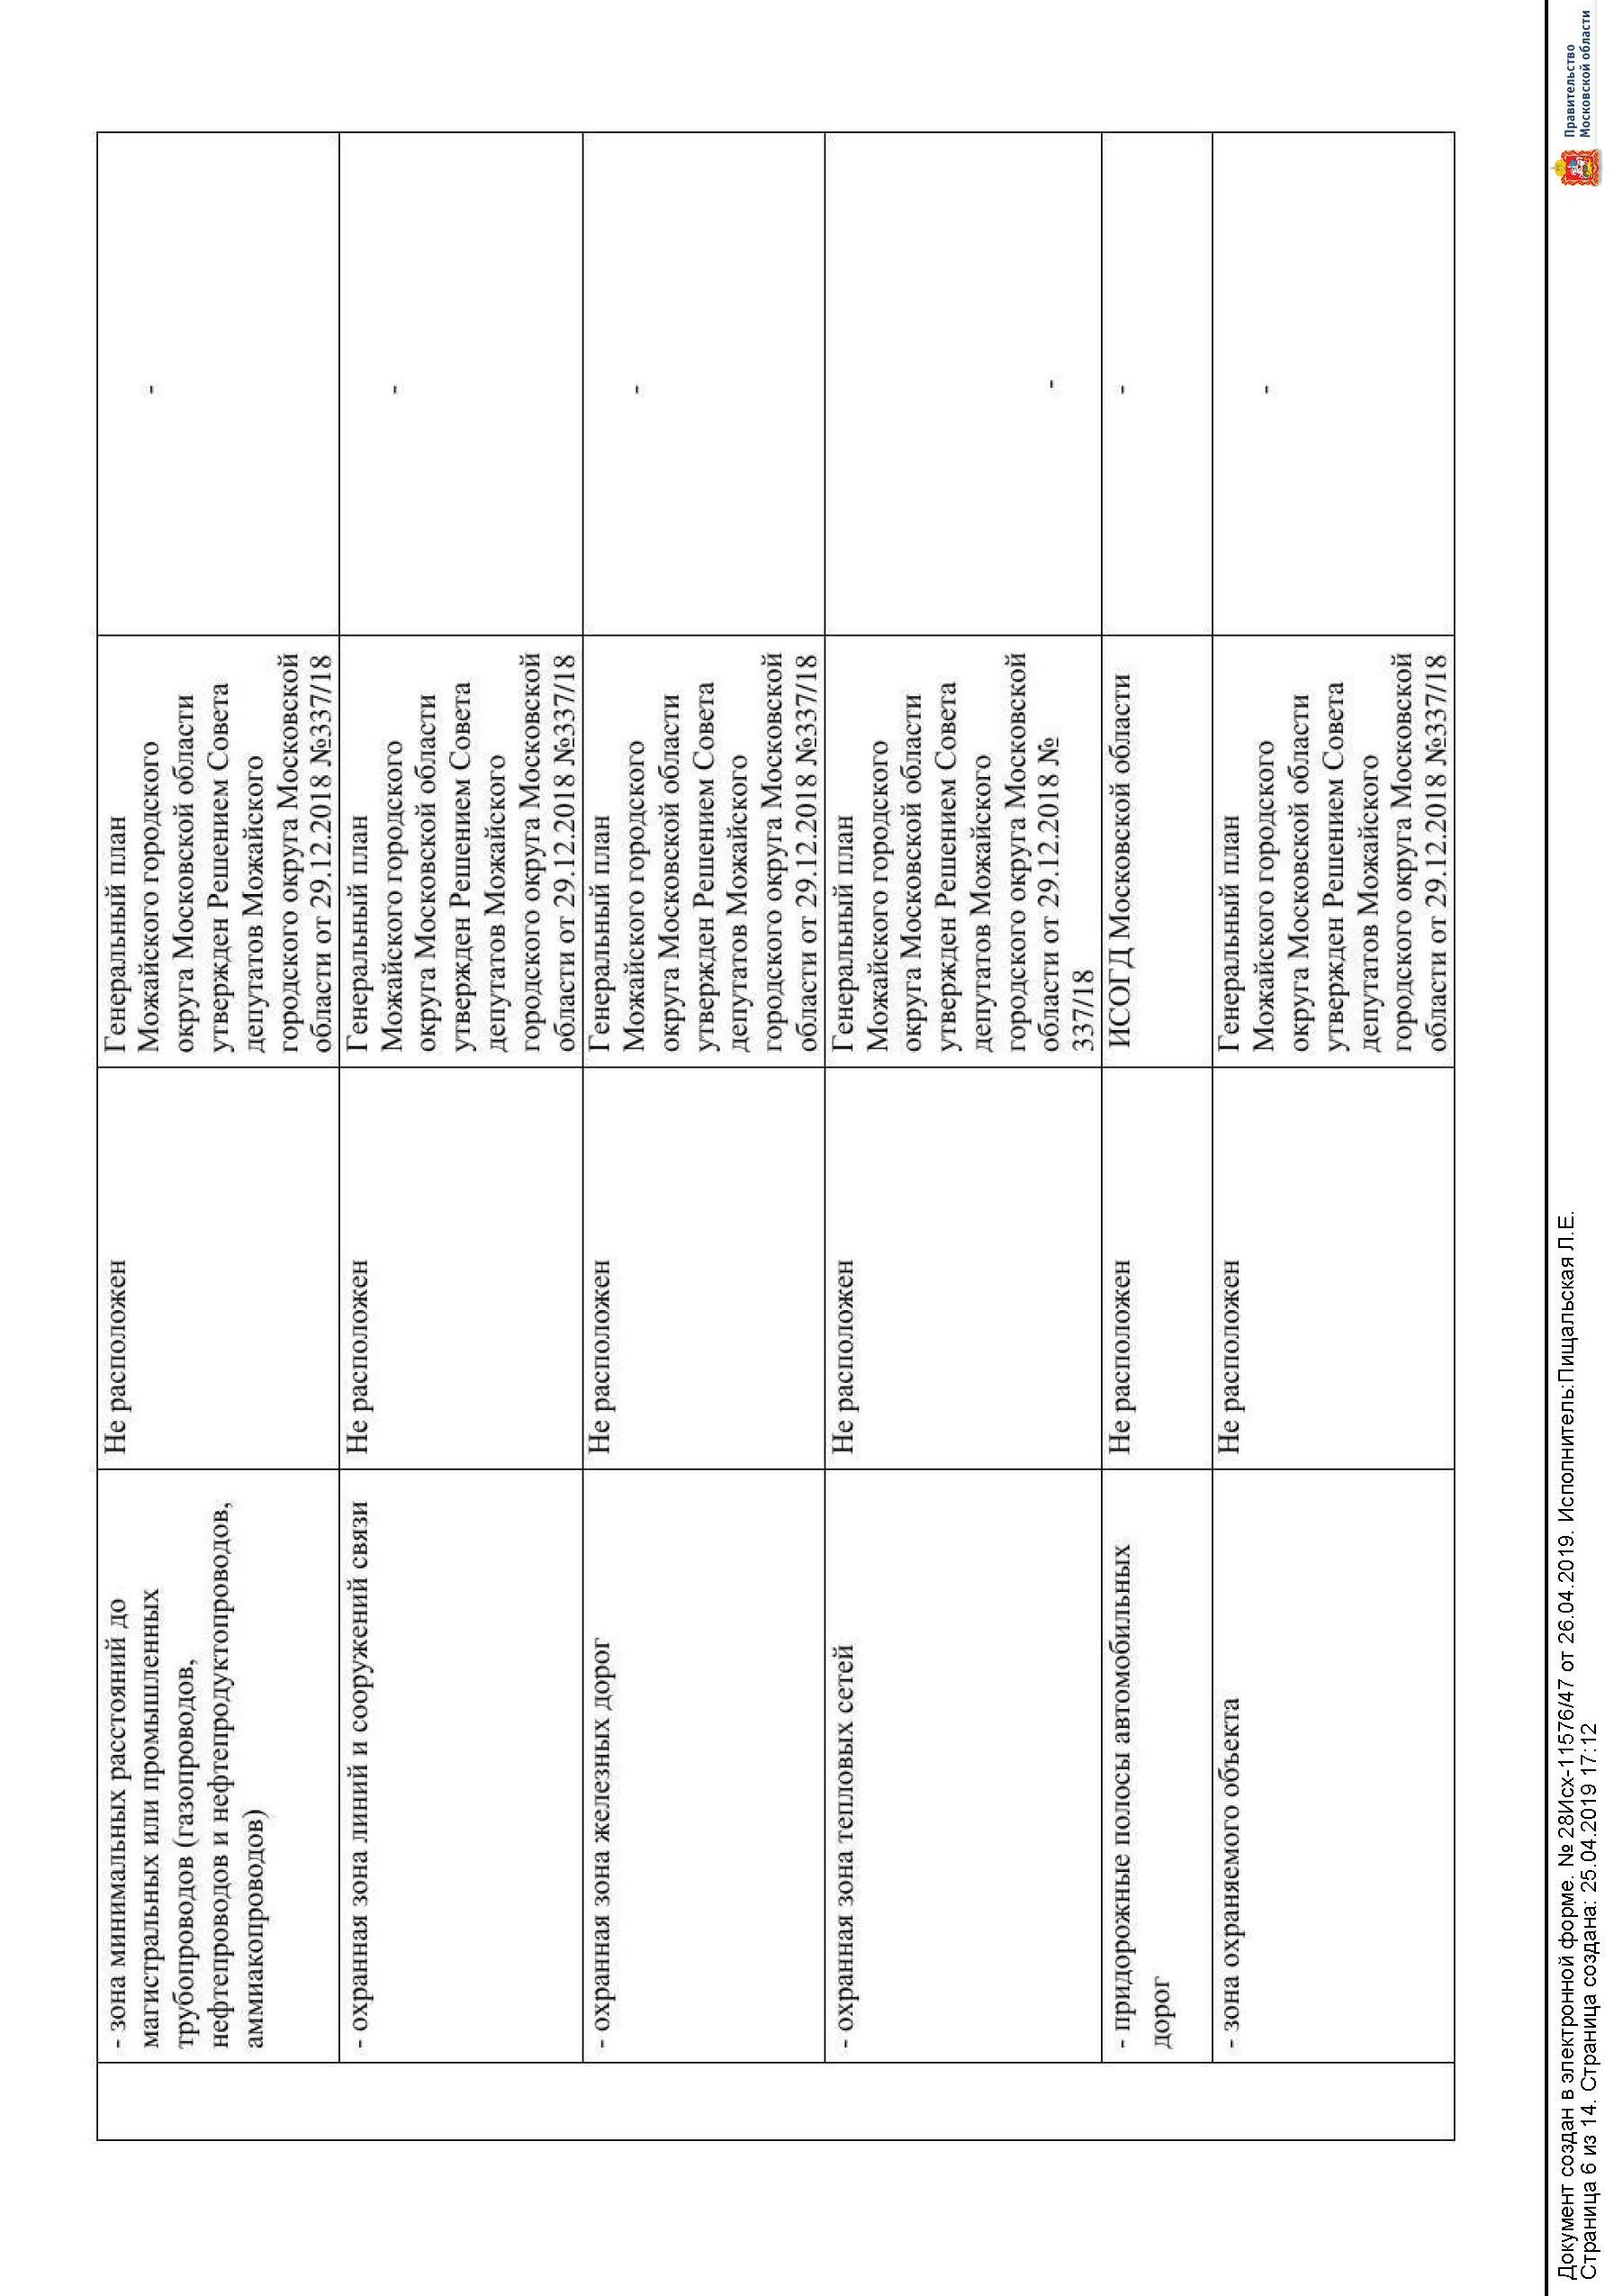 - зона минимальных расстояний до
магистральных или промышленных
трубопроводов (газопроводов,
нефтепроводов и нефтепродуктопроводов,
аммиакопроводов)
Не расположен
Генеральный план
Можайского городского
округа Московской области
утвержден Решением Совета
депутатов Можайского
городского округа Московской
области от 29.12.2018 №337/18
-
- охранная зона линий и сооружений связи
Не расположен
Генеральный план
Можайского городского
округа Московской области
утвержден Решением Совета
депутатов Можайского
городского округа Московской
области от 29.12.2018 №337/18
-
- охранная зона железных дорог
Не расположен
Генеральный план
Можайского городского
округа Московской области
утвержден Решением Совета
депутатов Можайского
городского округа Московской
области от 29.12.2018 №337/18
-
- охранная зона тепловых сетей
Не расположен
Генеральный план
Можайского городского
округа Московской области
утвержден Решением Совета
депутатов Можайского
городского округа Московской
области от 29.12.2018 №
337/18
-
- придорожные полосы автомобильных
дорог
Не расположен
ИСОГД Московской области
-
- зона охраняемого объекта
Не расположен
Генеральный план
Можайского городского
округа Московской области
утвержден Решением Совета
депутатов Можайского
городского округа Московской
области от 29.12.2018 №337/18
-
Документ создан в электронной форме. № 28Исх-11576/47 от 26.04.2019. Исполнитель:Пищальская Л.Е.
Страница 6 из 14. Страница создана: 25.04.2019 17:12
Правительство
Московской области